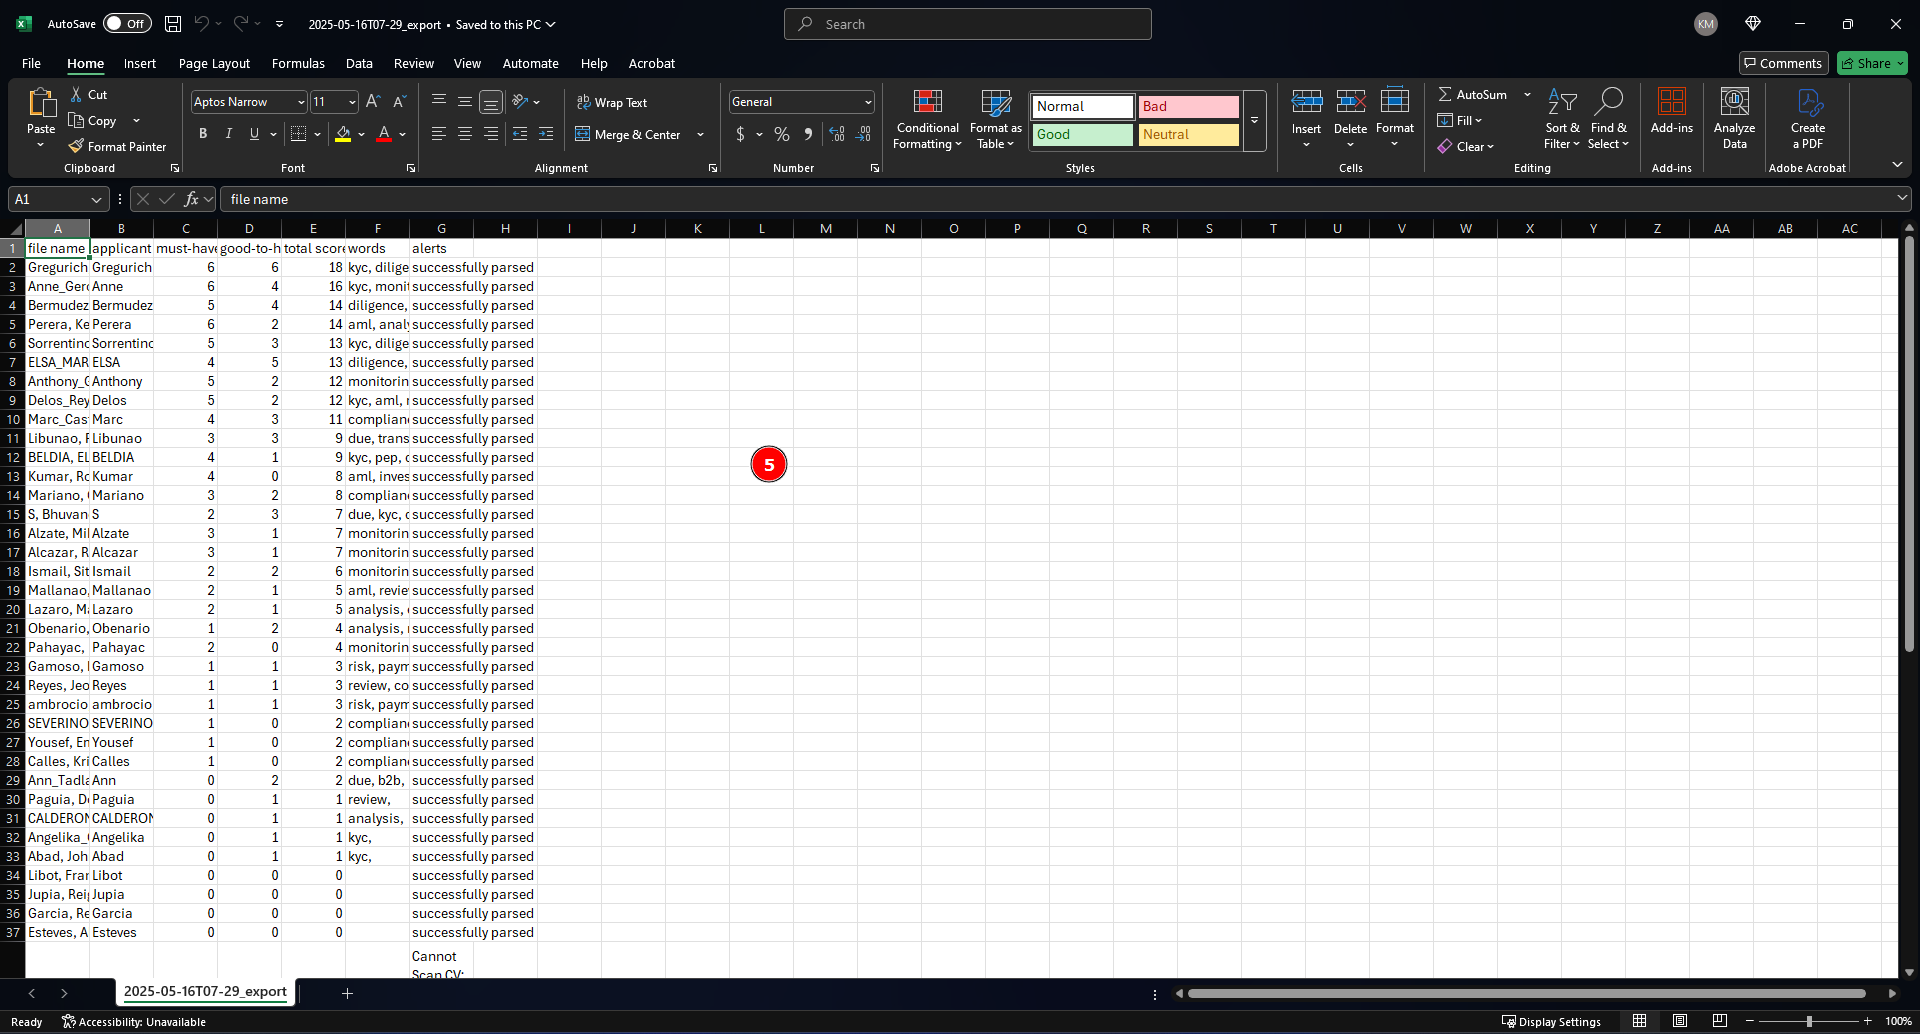 AutoSave Off 2025-05-16T07-29_export • Saved to this PC Search KM
File Home Insert Page Layout Formulas Data Review View Automate Help Acrobat Comments Share
Paste Cut Copy Format Painter Clipboard
Aptos Narrow 11 B I U A Font
Wrap Text Merge & Center Alignment
General $ % Number
Conditional Formatting Format as Table Normal Bad Good Neutral Styles
Insert Delete Format Cells
AutoSum Fill Clear Sort & Filter Find & Select Editing
Add-ins Add-ins
Analyze Data
Create a PDF Adobe Acrobat
A1 fx file name
A B C D E F G H I J K L M N O P Q R S T U V W X Y Z AA AB AC
1 file name applicant must-have good-to-h total score words alerts
2 Gregurich Gregurich 6 6 18 kyc, dilige successfully parsed
3 Anne_Gero Anne 6 4 16 kyc, monit successfully parsed
4 Bermudez Bermudez 5 4 14 diligence, successfully parsed
5 Perera, Ke Perera 6 2 14 aml, analy successfully parsed
6 Sorrentino Sorrentino 5 3 13 kyc, dilige successfully parsed
7 ELSA_MAR ELSA 4 5 13 diligence, successfully parsed
8 Anthony_G Anthony 5 2 12 monitorin successfully parsed
9 Delos_Rey Delos 5 2 12 kyc, aml, successfully parsed
10 Marc_Cas Marc 4 3 11 complian successfully parsed
11 Libunao, Libunao 3 3 9 due, trans successfully parsed
12 BELDIA, EL BELDIA 4 1 9 kyc, pep, successfully parsed
13 Kumar, Ro Kumar 4 0 8 aml, inves successfully parsed
14 Mariano, Mariano 3 2 8 complian successfully parsed
15 S, Bhuvan S 2 3 7 due, kyc, successfully parsed
16 Alzate, Mi Alzate 3 1 7 monitorin successfully parsed
17 Alcazar, R Alcazar 3 1 7 monitorin successfully parsed
18 Ismail, Sit Ismail 2 2 6 monitorin successfully parsed
19 Mallanao, Mallanao 2 1 5 aml, revie successfully parsed
20 Lazaro, Ma Lazaro 2 1 5 analysis, successfully parsed
21 Obenario, Obenario 1 2 4 analysis, successfully parsed
22 Pahayac, Pahayac 2 0 4 monitorin successfully parsed
23 Gamoso, Gamoso 1 1 3 risk, paym successfully parsed
24 Reyes, Jeo Reyes 1 1 3 review, co successfully parsed
25 ambrocio ambrocio 1 1 3 risk, paym successfully parsed
26 SEVERINO SEVERINO 1 0 2 complian successfully parsed
27 Yousef, Em Yousef 1 0 2 complian successfully parsed
28 Calles, Kri Calles 1 0 2 complian successfully parsed
29 Ann_Tadla Ann 0 2 2 due, b2b, successfully parsed
30 Paguia, De Paguia 0 1 1 review, successfully parsed
31 CALDERON CALDERON 0 1 1 analysis, successfully parsed
32 Angelika_ Angelika 0 1 1 kyc, successfully parsed
33 Abad, Joh Abad 0 1 1 kyc, successfully parsed
34 Libot, Fran Libot 0 0 0 successfully parsed
35 Jupia, Reig Jupia 0 0 0 successfully parsed
36 Garcia, Re Garcia 0 0 0 successfully parsed
37 Esteves, A Esteves 0 0 0 successfully parsed
Cannot
Scan CV:
5
2025-05-16T07-29_export
Ready Accessibility: Unavailable Display Settings 100%